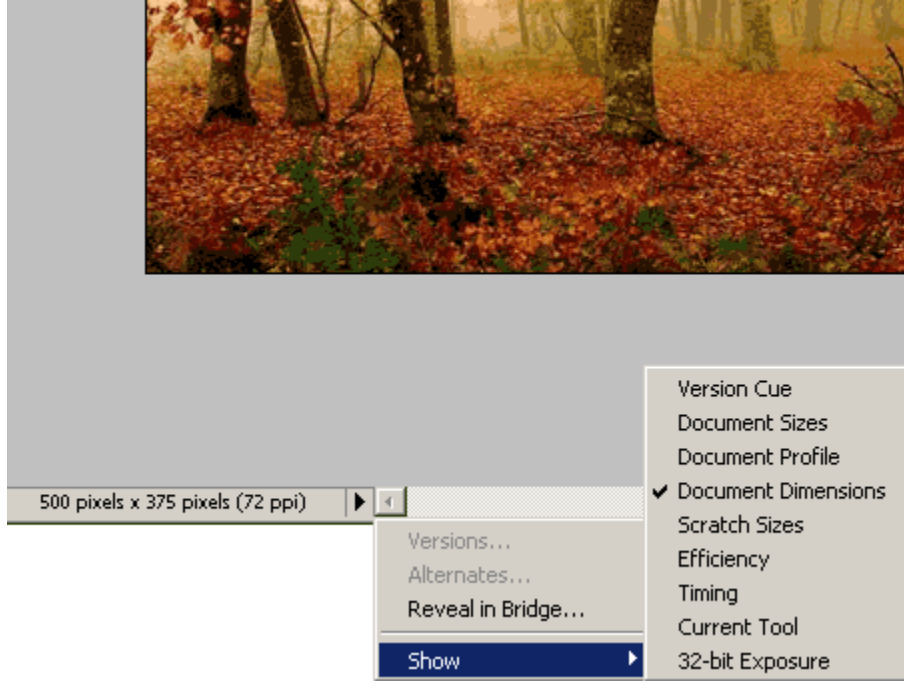 Version Cue
Document Sizes
Document Profile
Document Dimensions
Scratch Sizes
Efficiency
Timing
Current Tool
32-bit Exposure
500 pixels x 375 pixels (72 ppi)
Versions...
Alternates...
Reveal in Bridge...
Show